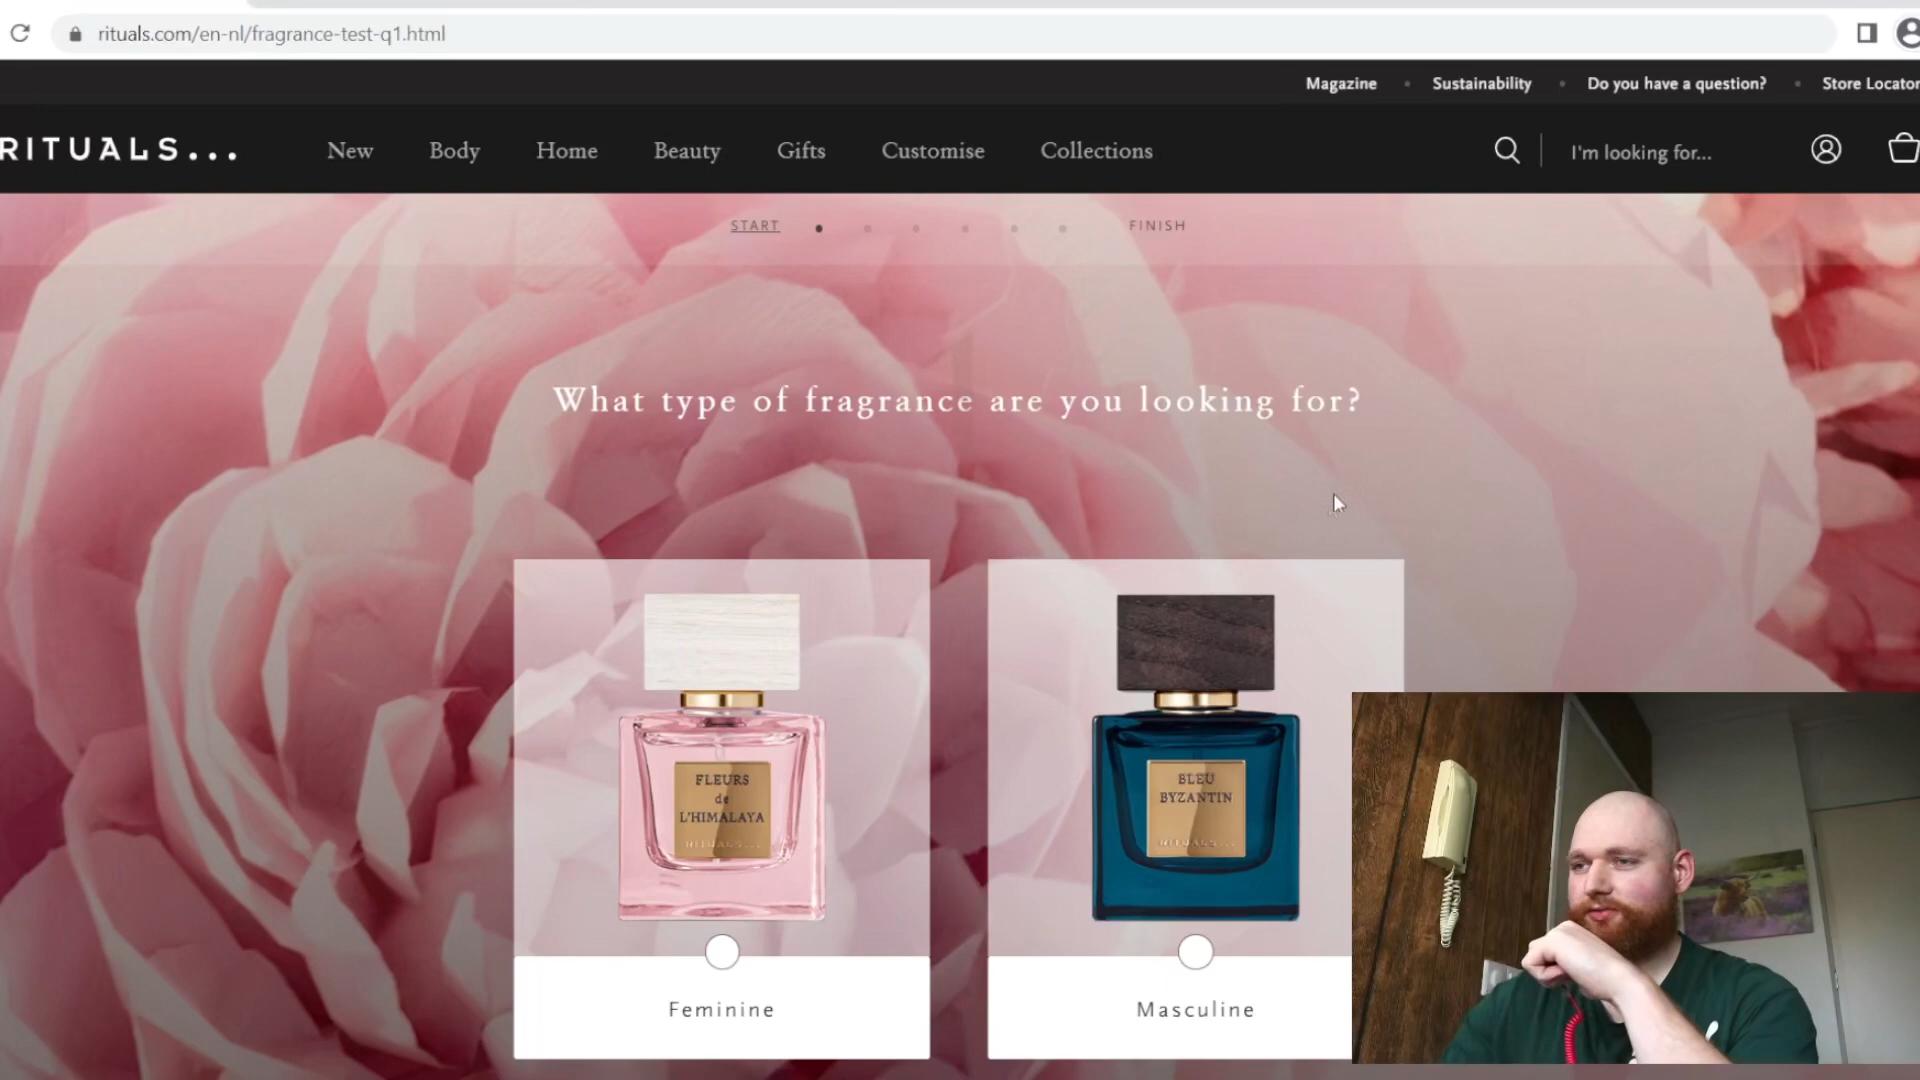 rituals.com/en-nl/fragrance-test-q1.html
Magazine • Sustainability • Do you have a question? • Store Locator
RITUALS...
New Body Home Beauty Gifts Customise Collections
I'm looking for...
START
FINISH
What type of fragrance are you looking for?
FLEURS
de
L'HIMALAYA
RITUALS...
BLEU
BYZANTIN
RITUALS...
Feminine
Masculine